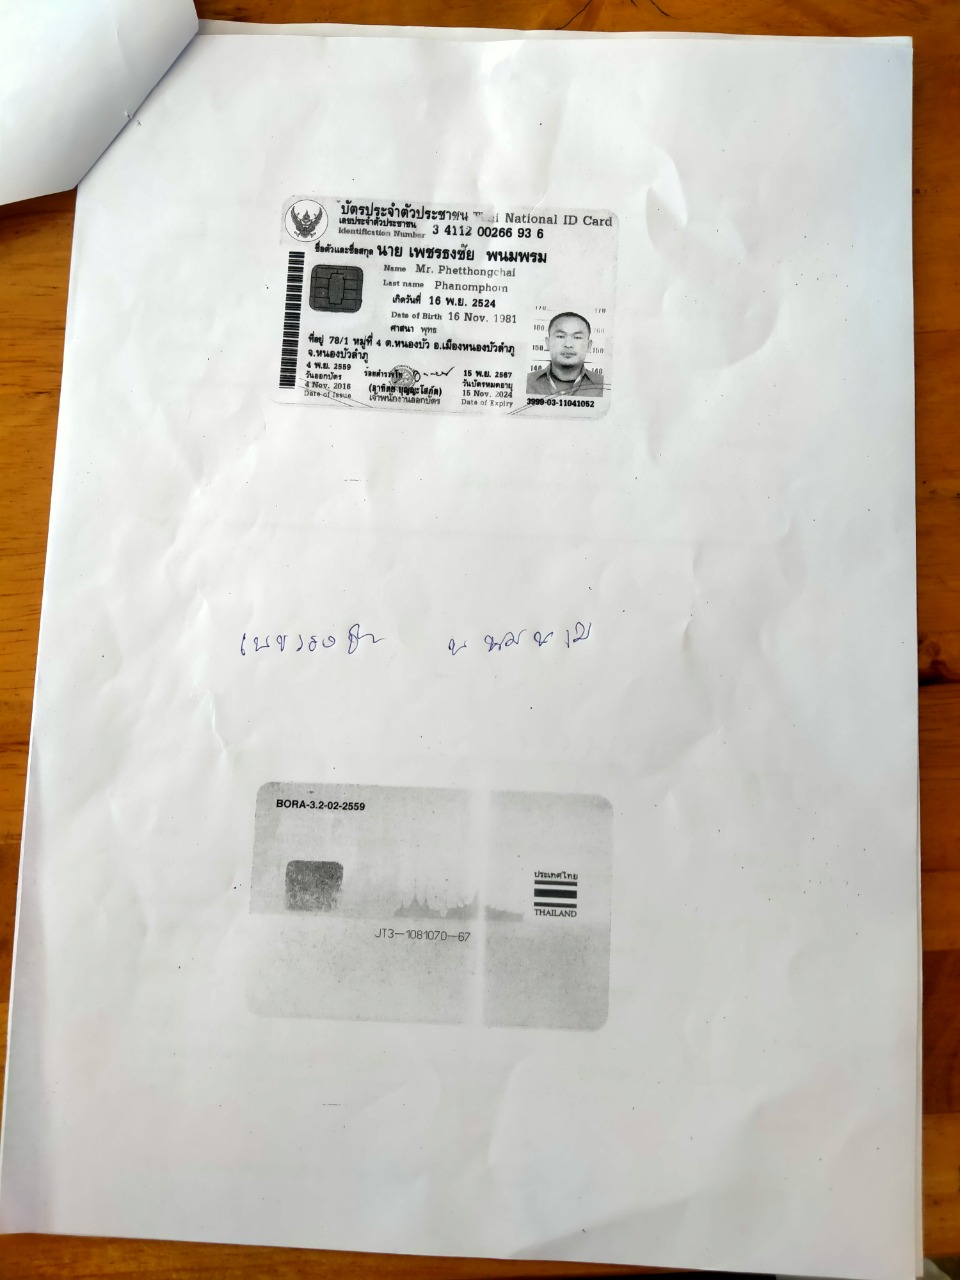 บัตรประจำตัวประชาชน Thai National ID Card
เลขประจำตัวประชาชน
Identification Number 3 4112 00266 93 6
ชื่อตัวและชื่อสกุล นาย เพชรธงชัย พนมพรม
Name Mr. Phetthongchai
Last name Phanomphom
เกิดวันที่ 16 พ.ย. 2524
Date of Birth 16 Nov. 1981
ศาสนา พุทธ
ที่อยู่ 78/1 หมู่ที่ 4 ต.หนองบัว อ.เมืองหนองบัวลำภู
จ.หนองบัวลำภู
4 พ.ย. 2559
วันออกบัตร
4 Nov. 2016
Date of Issue
เจ้าพนักงานออกบัตร
15 พ.ย. 2567
วันบัตรหมดอายุ
15 Nov. 2024
Date of Expiry
170 170
160 160
150 150
140 140
3999-03-11041052
BORA-3.2-02-2559
ประเทศไทย
THAILAND
JT3-1081070-67